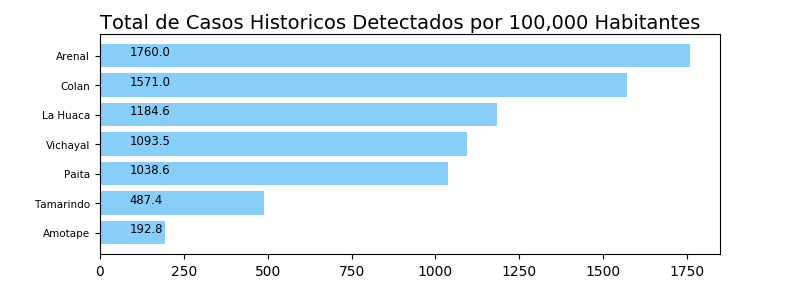 Total de Casos Historicos Detectados por 100,000 Habitantes
Arenal 1760.0
Colan 1571.0
La Huaca 1184.6
Vichayal 1093.5
Paita 1038.6
Tamarindo 487.4
Amotape 192.8
0 250 500 750 1000 1250 1500 1750